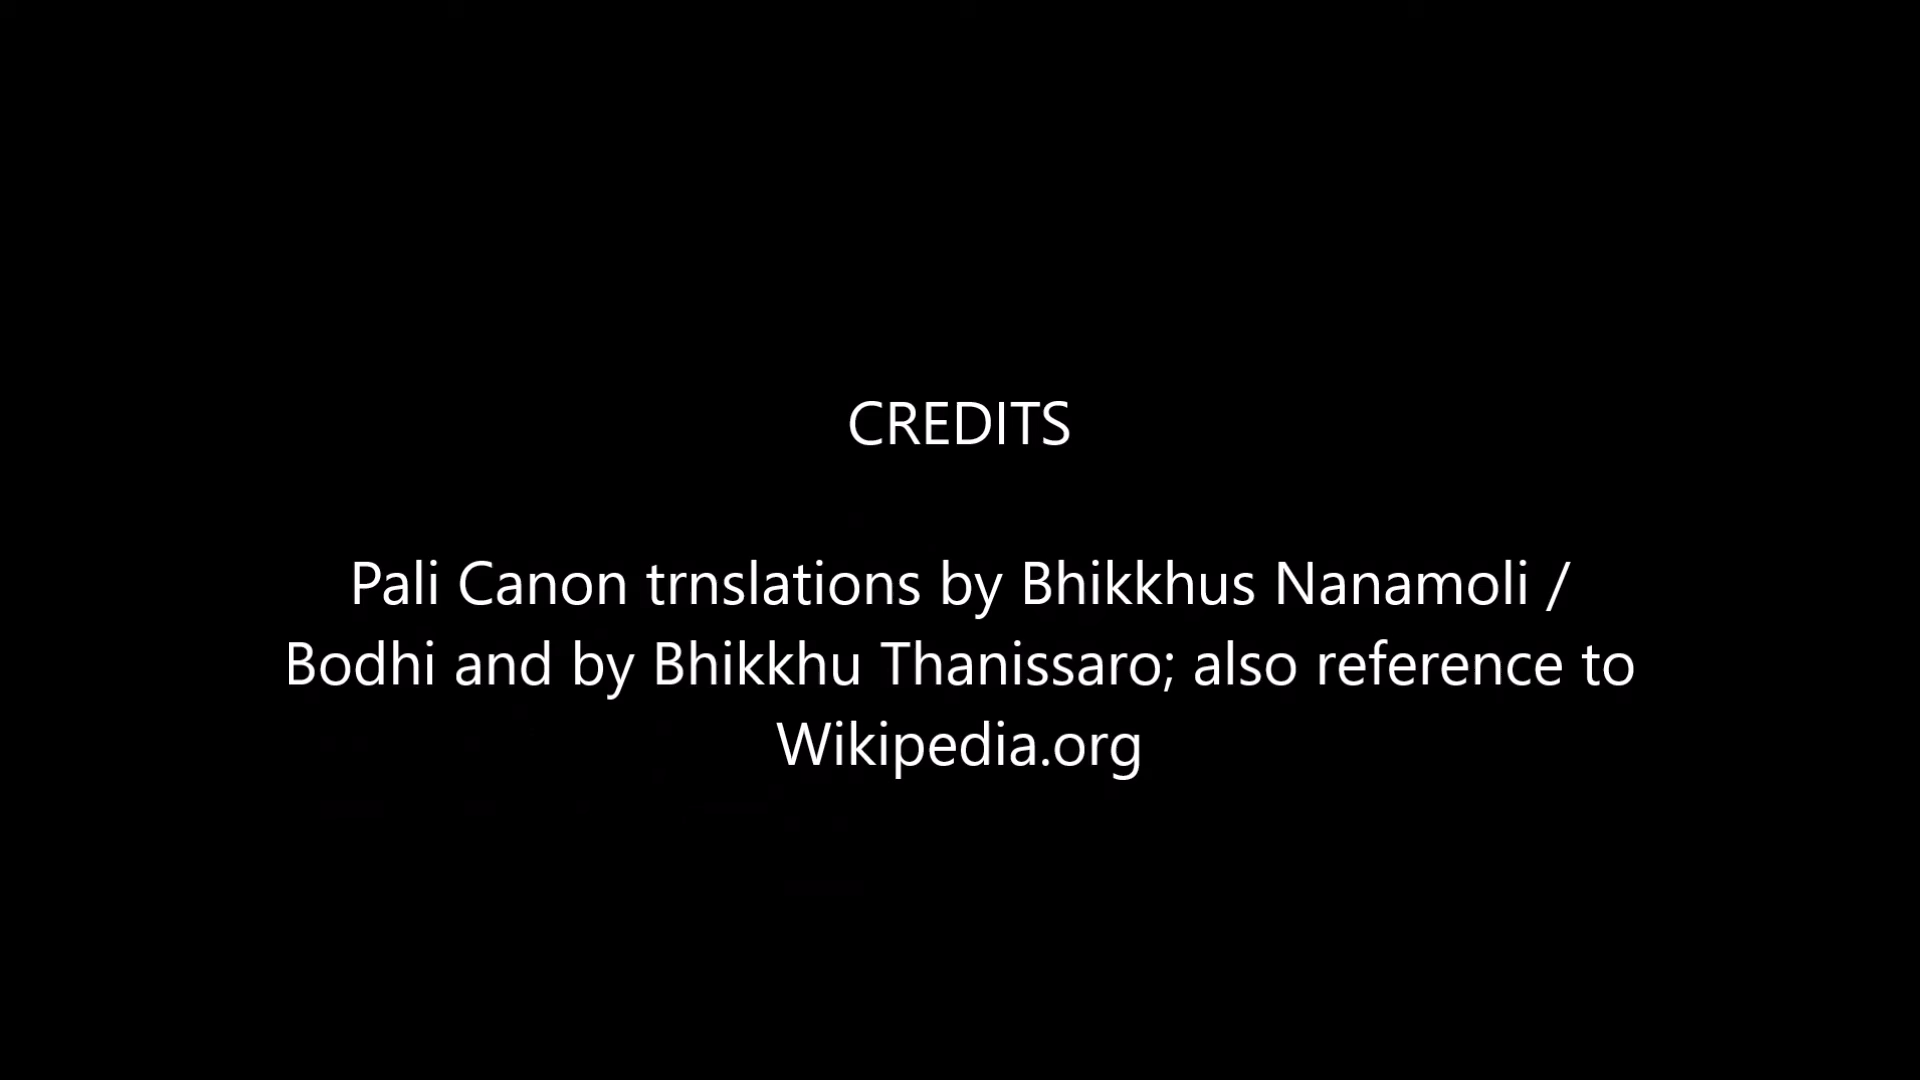 CREDITS
Pali Canon trnslations by Bhikkhus Nanamoli /
Bodhi and by Bhikkhu Thanissaro; also reference to
Wikipedia.org